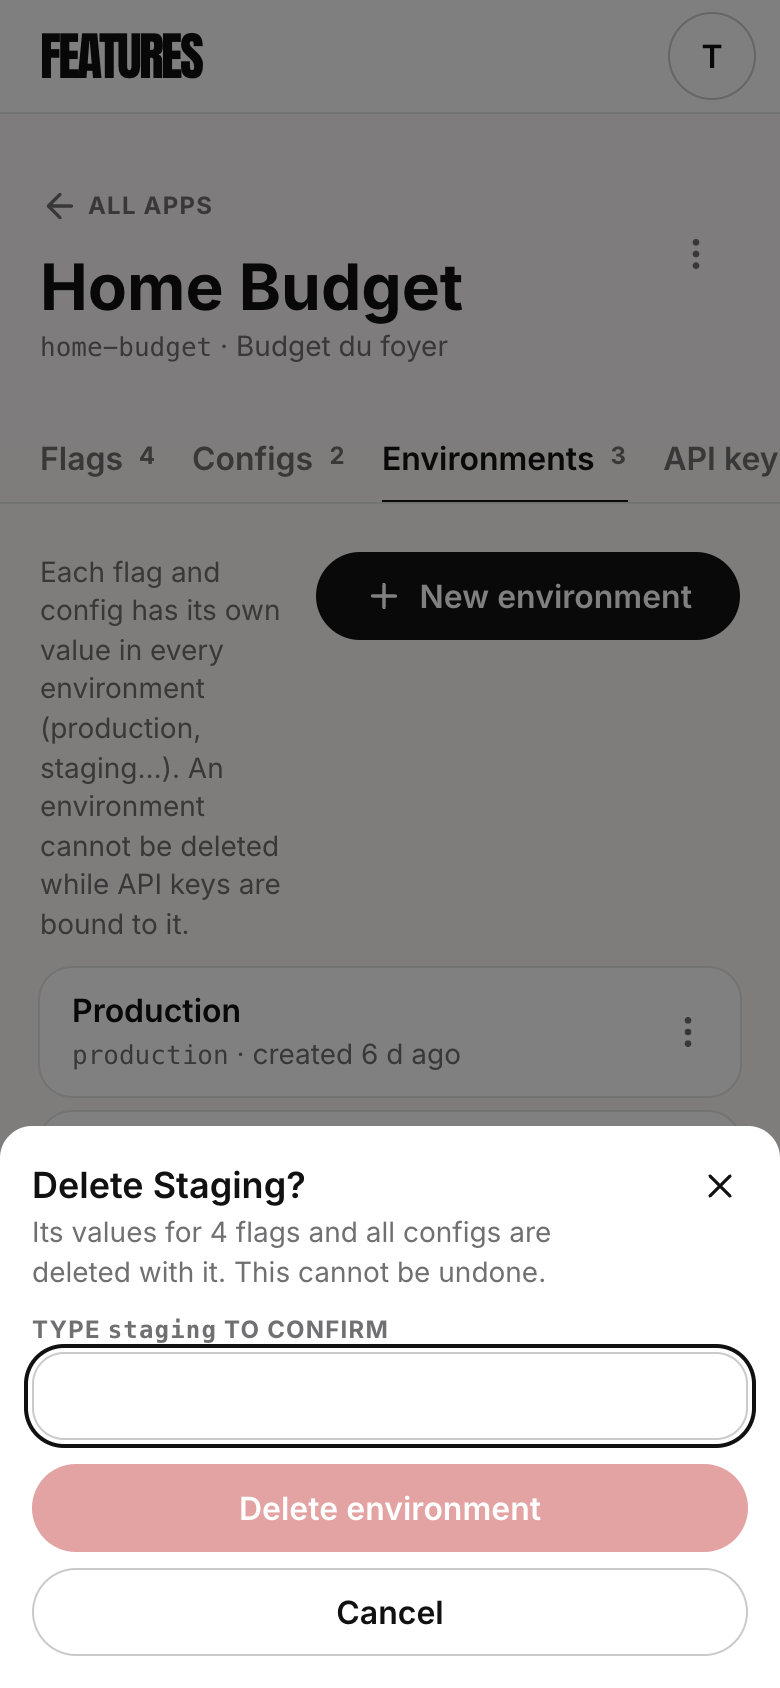 FEATURES
T
ALL APPS
Home Budget
home-budget · Budget du foyer
Flags 4 Configs 2 Environments 3 API key
Each flag and
config has its own
value in every
environment
(production,
staging...). An
environment
cannot be deleted
while API keys are
bound to it.
+ New environment
Production
production · created 6 d ago
Delete Staging?
Its values for 4 flags and all configs are
deleted with it. This cannot be undone.
TYPE staging TO CONFIRM
Delete environment
Cancel